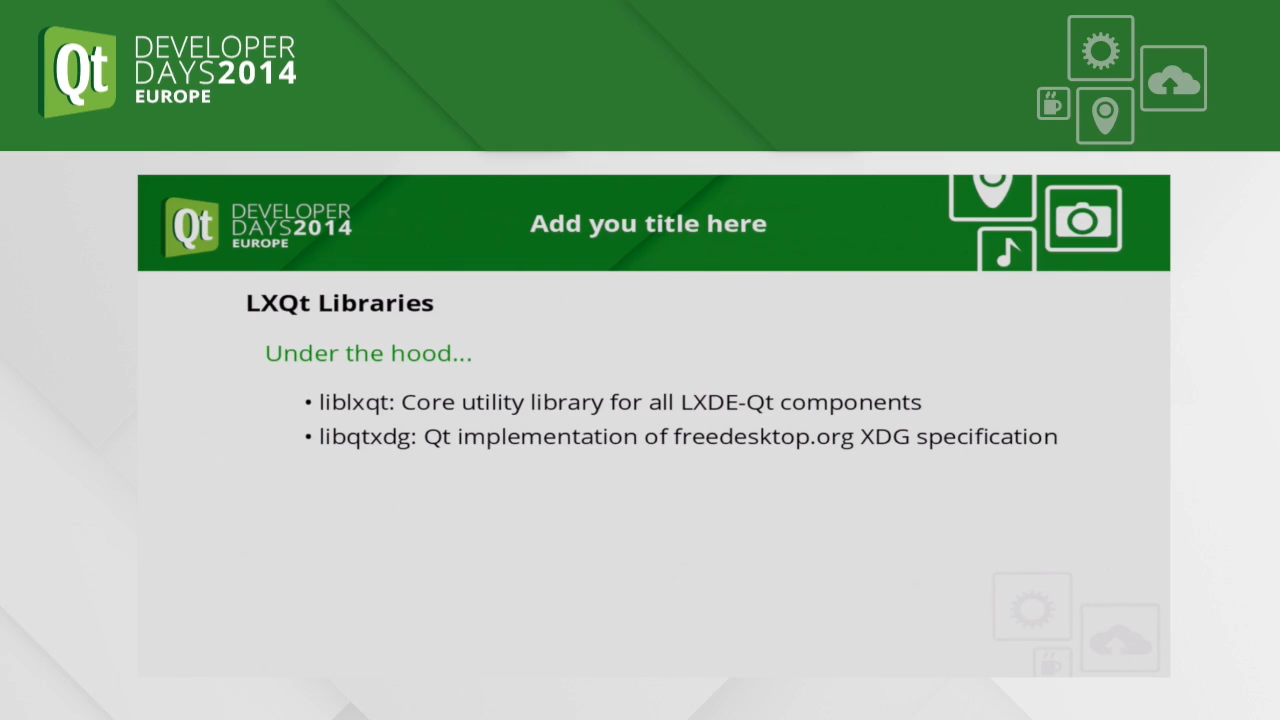 Qt
DEVELOPER
DAYS2014
EUROPE
Qt
DEVELOPER
DAYS2014
EUROPE
Add you title here
LXQt Libraries
Under the hood...
• liblxqt: Core utility library for all LXDE-Qt components
• libqtxdg: Qt implementation of freedesktop.org XDG specification